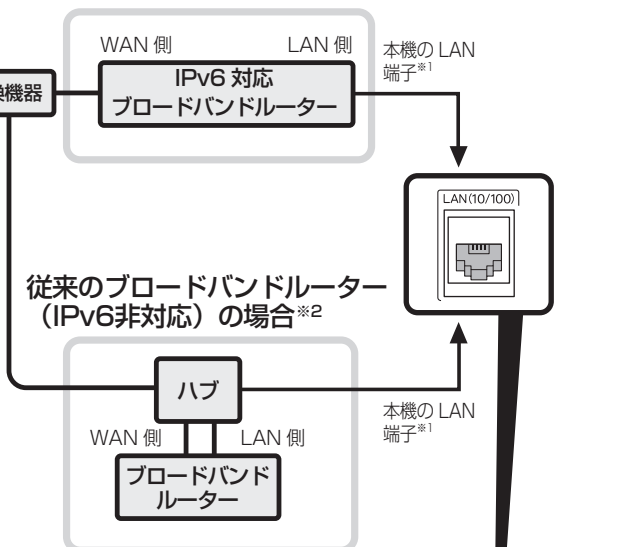 WAN 側
LAN 側
本機の LAN
端子※1
機器
IPv6 対応
ブロードバンドルーター
LAN(10/100)
従来のブロードバンドルーター
（IPv6非対応）の場合※2
ハブ
本機の LAN
端子※1
WAN 側
LAN 側
ブロードバンド
ルーター